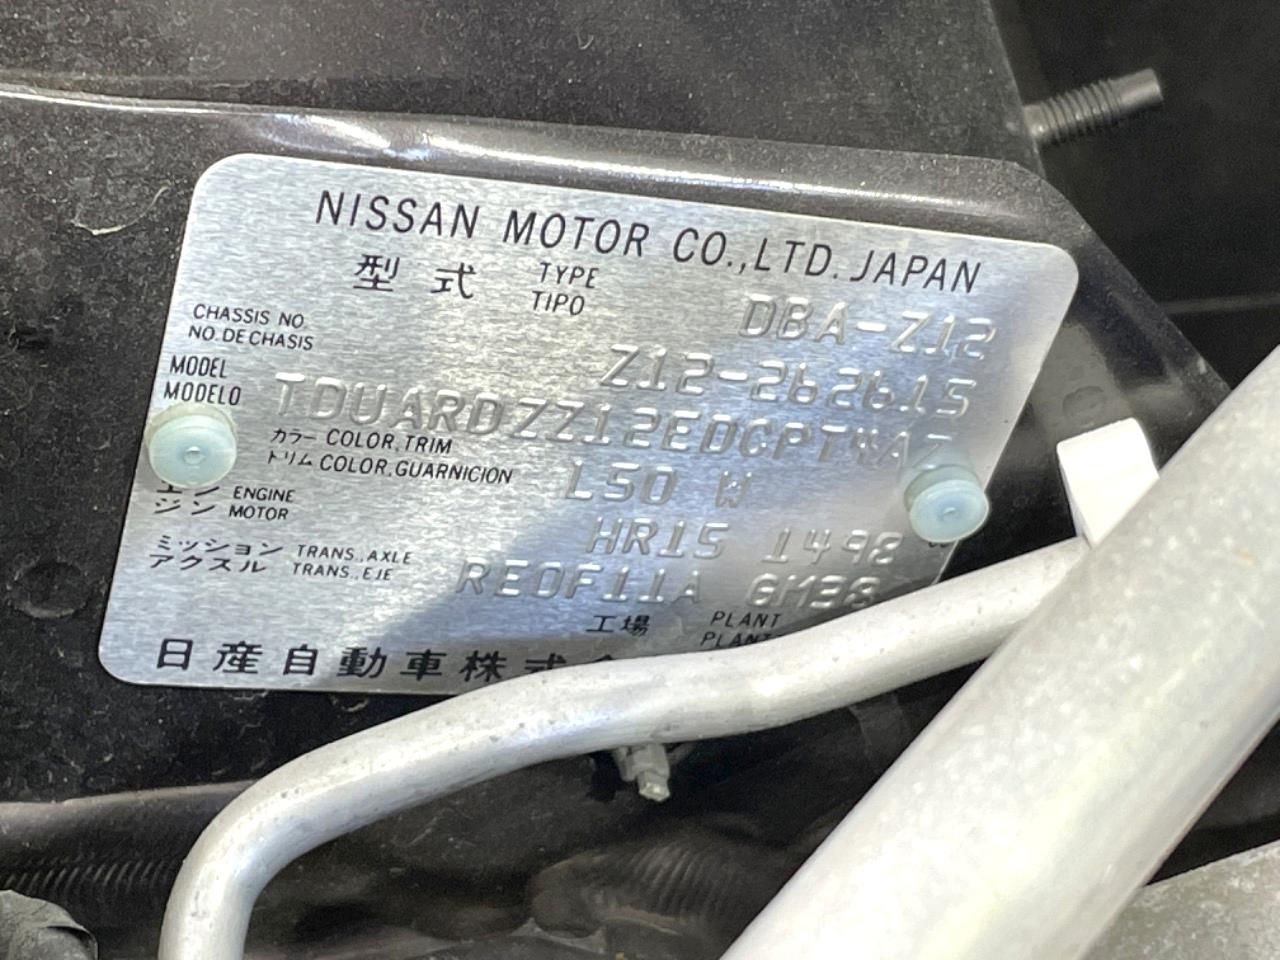 NISSAN MOTOR CO.,LTD. JAPAN
型式 TYPE DBA-Z12
TIPO
CHASSIS NO Z12-262615
NO. DE CHASIS
MODEL TDUARDZZ12EDCPT
MODELO
カラー COLOR,TRIM L50 W
トリム COLOR,GUARNICION
エン ENGINE HR15 1498
ジン MOTOR
ミッション TRANS.,AXLE RE0F11A GM38
アクスル TRANS.,EJE
工場 PLANT
PLANT
日産自動車株式